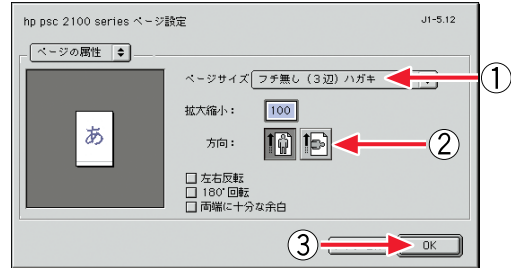 hp psc 2100 series ページ設定
J1-5.12
ページの属性
ページサイズ
フチ無し（3辺）ハガキ
①
拡大縮小：
100
あ
方向：
②
左右反転
180°回転
両端に十分な余白
③
OK